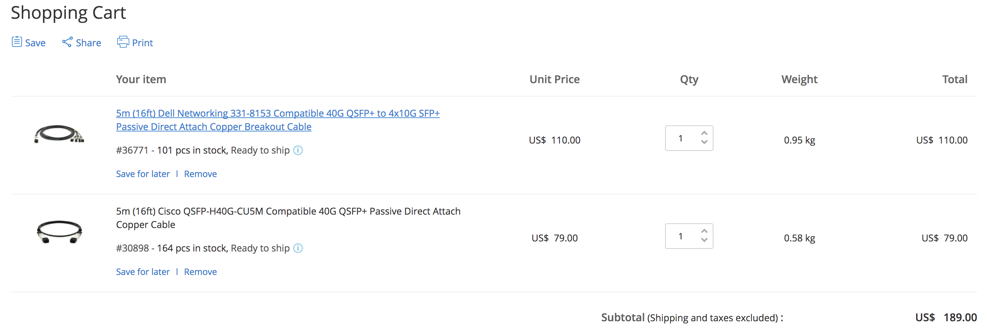 Shopping Cart
Save Share Print
Your item Unit Price Qty Weight Total
5m (16ft) Dell Networking 331-8153 Compatible 40G QSFP+ to 4x10G SFP+
Passive Direct Attach Copper Breakout Cable
US$ 110.00 1 0.95 kg US$ 110.00
#36771 - 101 pcs in stock, Ready to ship
Save for later | Remove
5m (16ft) Cisco QSFP-H40G-CU5M Compatible 40G QSFP+ Passive Direct Attach
Copper Cable
US$ 79.00 1 0.58 kg US$ 79.00
#30898 - 164 pcs in stock, Ready to ship
Save for later | Remove
Subtotal (Shipping and taxes excluded) : US$ 189.00